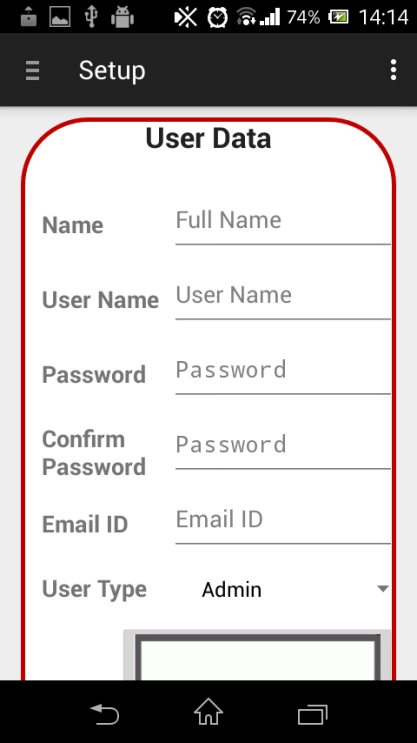 74% 14:14
Setup
User Data
Name Full Name
User Name User Name
Password Password
Confirm
Password Password
Email ID Email ID
User Type Admin